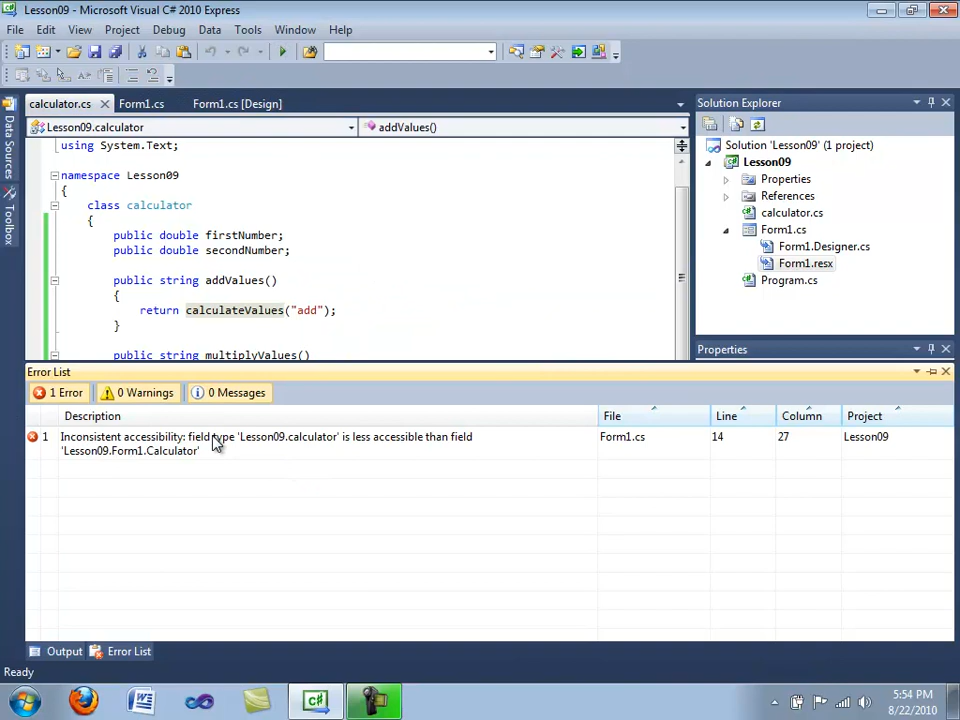 Lesson09 - Microsoft Visual C# 2010 Express
File Edit View Project Debug Data Tools Window Help
calculator.cs Form1.cs Form1.cs [Design]
Lesson09.calculator addValues()
using System.Text;
namespace Lesson09
{
class calculator
{
public double firstNumber;
public double secondNumber;
public string addValues()
{
return calculateValues("add");
}
public string multiplyValues()
Data Sources
Toolbox
Solution Explorer
Solution 'Lesson09' (1 project)
Lesson09
Properties
References
calculator.cs
Form1.cs
Form1.Designer.cs
Form1.resx
Program.cs
Properties
Error List
1 Error 0 Warnings 0 Messages
Description File Line Column Project
1 Inconsistent accessibility: field type 'Lesson09.calculator' is less accessible than field Form1.cs 14 27 Lesson09
'Lesson09.Form1.Calculator'
Output Error List
Ready
5:54 PM
8/22/2010